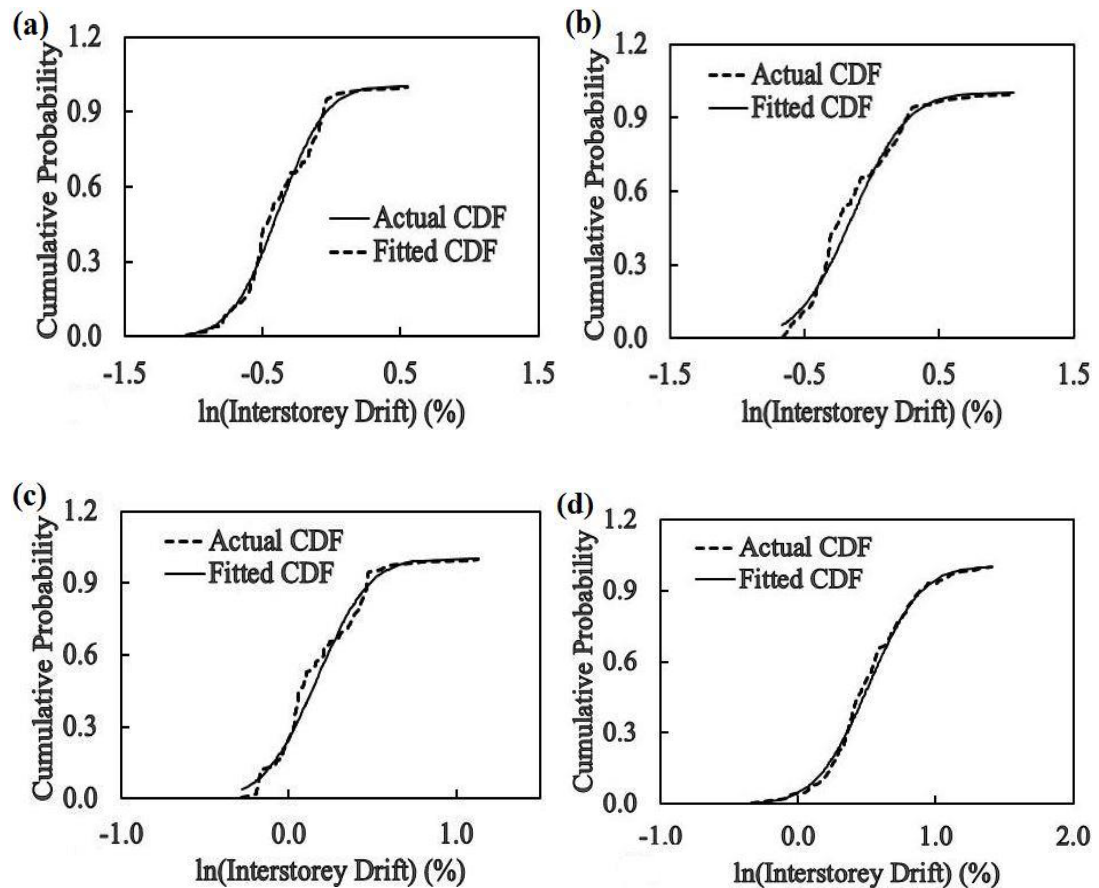 (a)
1.2
0.9
0.6
0.3
0.0
Cumulative Probability
Actual CDF
Fitted CDF
-1.5
-0.5
0.5
1.5
ln(Interstorey Drift) (%)
(b)
1.2
0.9
0.6
0.3
0.0
Cumulative Probability
Actual CDF
Fitted CDF
-1.5
-0.5
0.5
1.5
ln(Interstorey Drift) (%)
(c)
1.2
0.9
0.6
0.3
0.0
Cumulative Probability
Actual CDF
Fitted CDF
-1.0
0.0
1.0
ln(Interstorey Drift) (%)
(d)
1.2
0.9
0.6
0.3
0.0
Cumulative Probability
Actual CDF
Fitted CDF
-1.0
0.0
1.0
2.0
ln(Interstorey Drift) (%)